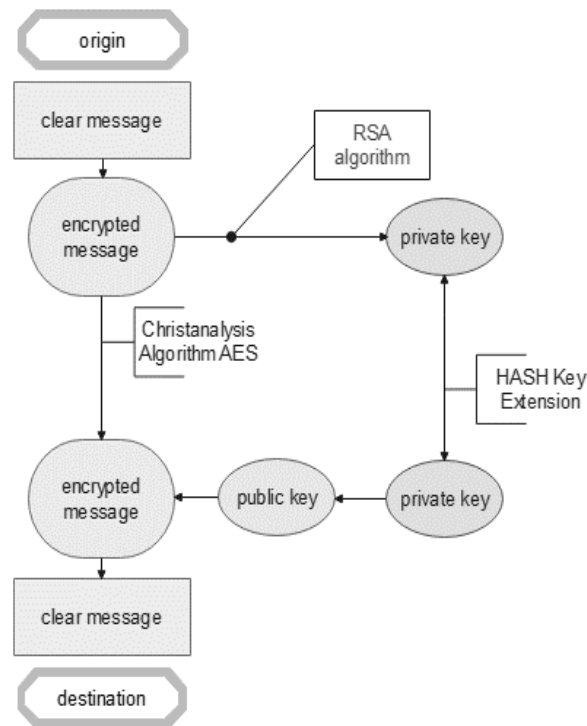 origin
clear message
RSA
algorithm
encrypted
message
private key
Christanalysis
Algorithm AES
HASH Key
Extension
encrypted
message
public key
private key
clear message
destination